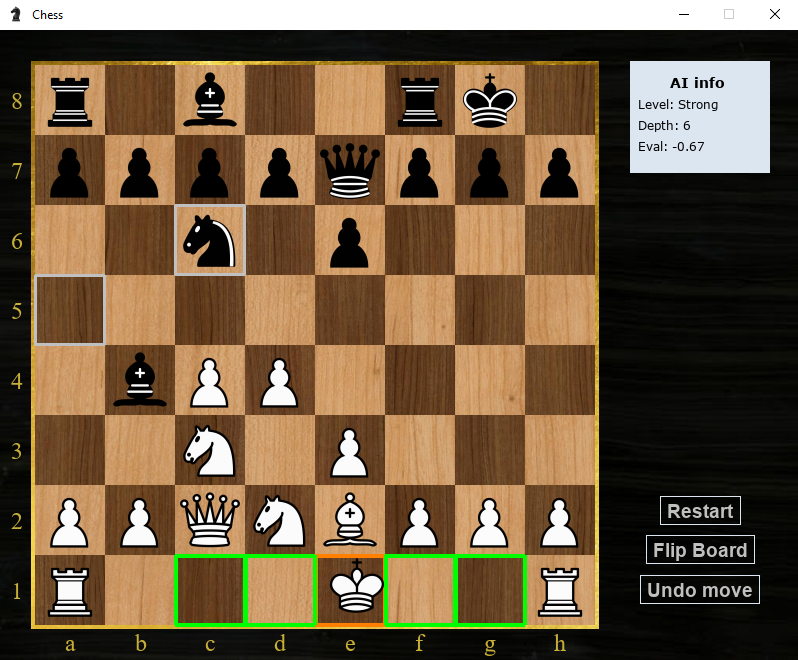 Chess
8
7
6
5
4
3
2
1
a b c d e f g h
AI info
Level: Strong
Depth: 6
Eval: -0.67
Restart
Flip Board
Undo move